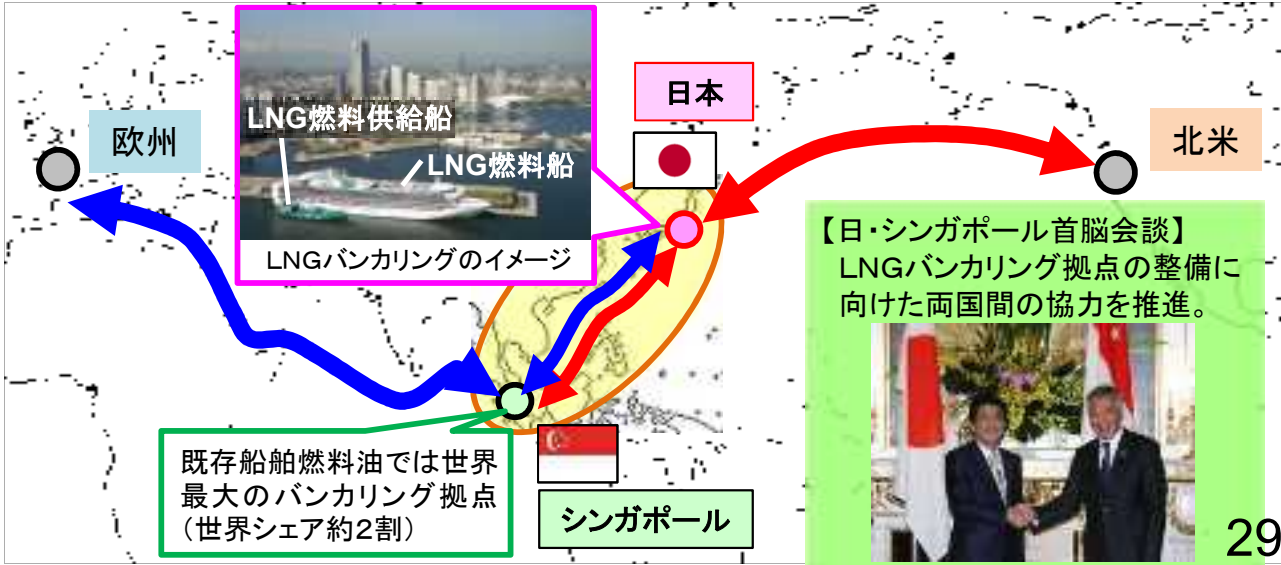 欧州
LNG燃料供給船
LNG燃料船
LNGバンカリングのイメージ
日本
北米
【日・シンガポール首脳会談】
LNGバンカリング拠点の整備に
向けた両国間の協力を推進。
既存船舶燃料油では世界
最大のバンカリング拠点
（世界シェア約2割）
シンガポール
29